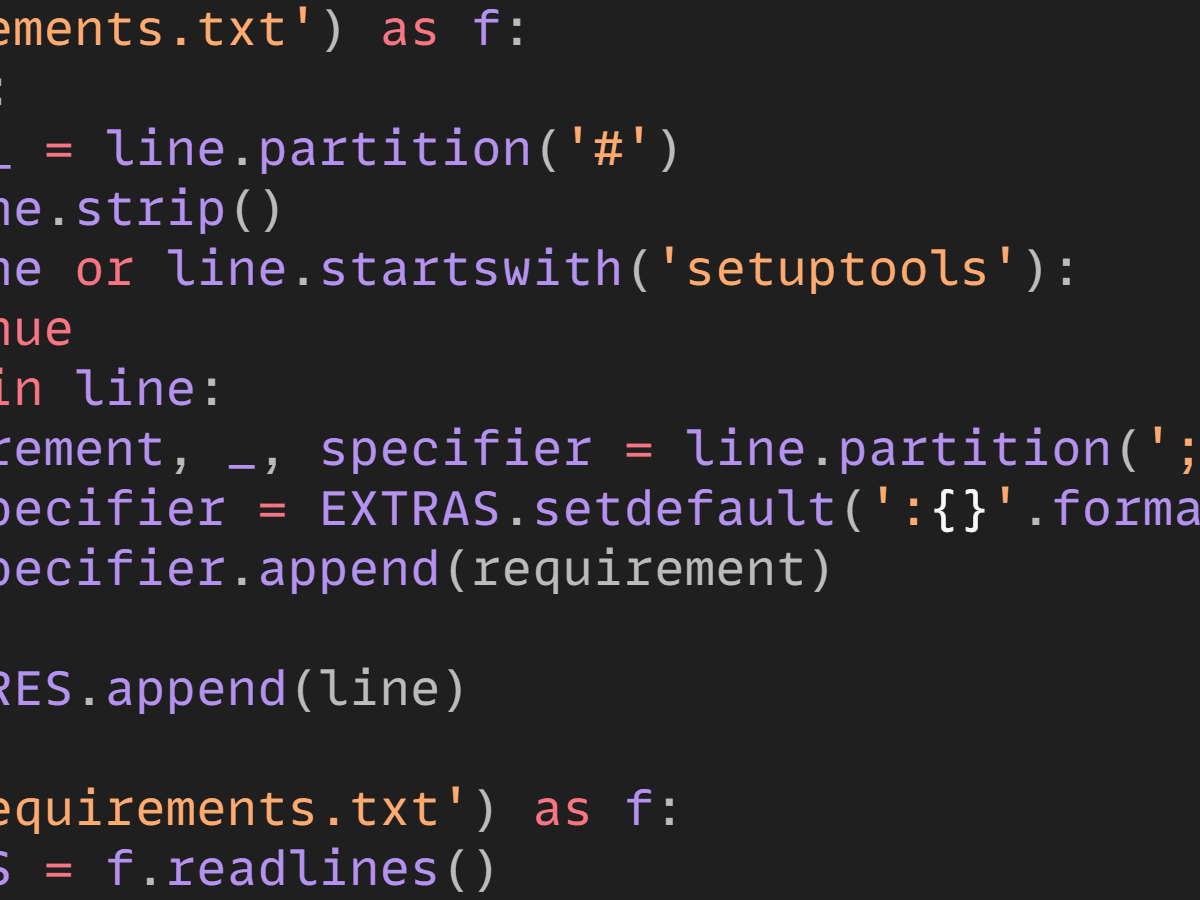 ements.txt') as f:
:
_ = line.partition('#')
ne.strip()
ne or line.startswith('setuptools'):
nue
in line:
rement, _, specifier = line.partition(';
pecifier = EXTRAS.setdefault(':{}'.forma
pecifier.append(requirement)
RES.append(line)
equirements.txt') as f:
S = f.readlines()